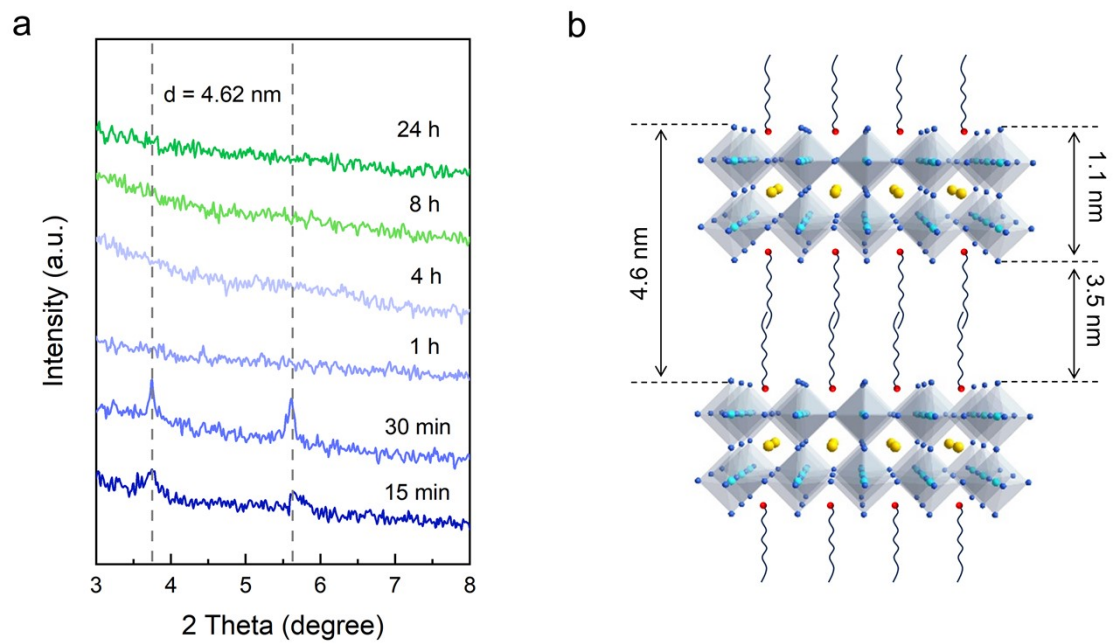 a
d = 4.62 nm
24 h
8 h
4 h
1 h
30 min
15 min
Intensity (a.u.)
3 4 5 6 7 8
2 Theta (degree)
b
4.6 nm
1.1 nm
3.5 nm